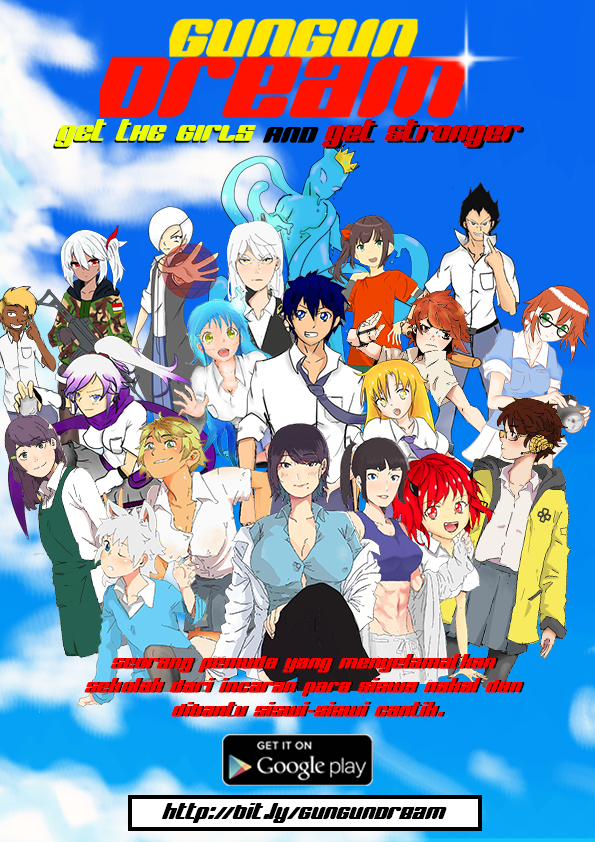 GUNGUN
Dream
GET THE GIRLS AND GET STRONGER
seorang pemuda yang menyelamatkan
sekolah dari incaran para siswa nakal dan
dibantu siswi-siswi cantik.
GET IT ON
Google play
http://bit.ly/gungundream